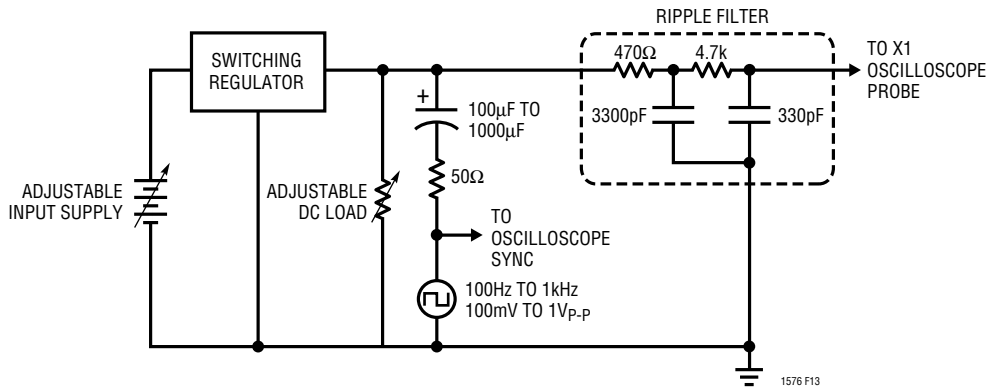 RIPPLE FILTER
470Ω
4.7k
TO X1
OSCILLOSCOPE
PROBE
SWITCHING
REGULATOR
+
100µF TO
1000µF
3300pF
330pF
50Ω
ADJUSTABLE
INPUT SUPPLY
ADJUSTABLE
DC LOAD
TO
OSCILLOSCOPE
SYNC
100Hz TO 1kHz
100mV TO 1VP-P
1576 F13